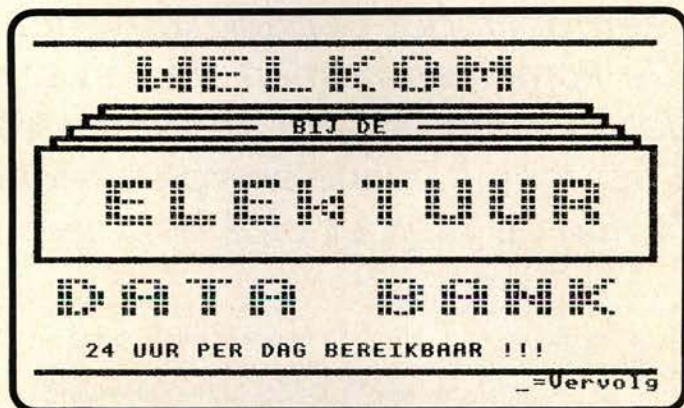 WELKOM
BIJ DE
ELEKTUUR
DATA BANK
24 UUR PER DAG BEREIKBAAR !!!
_=Vervolg